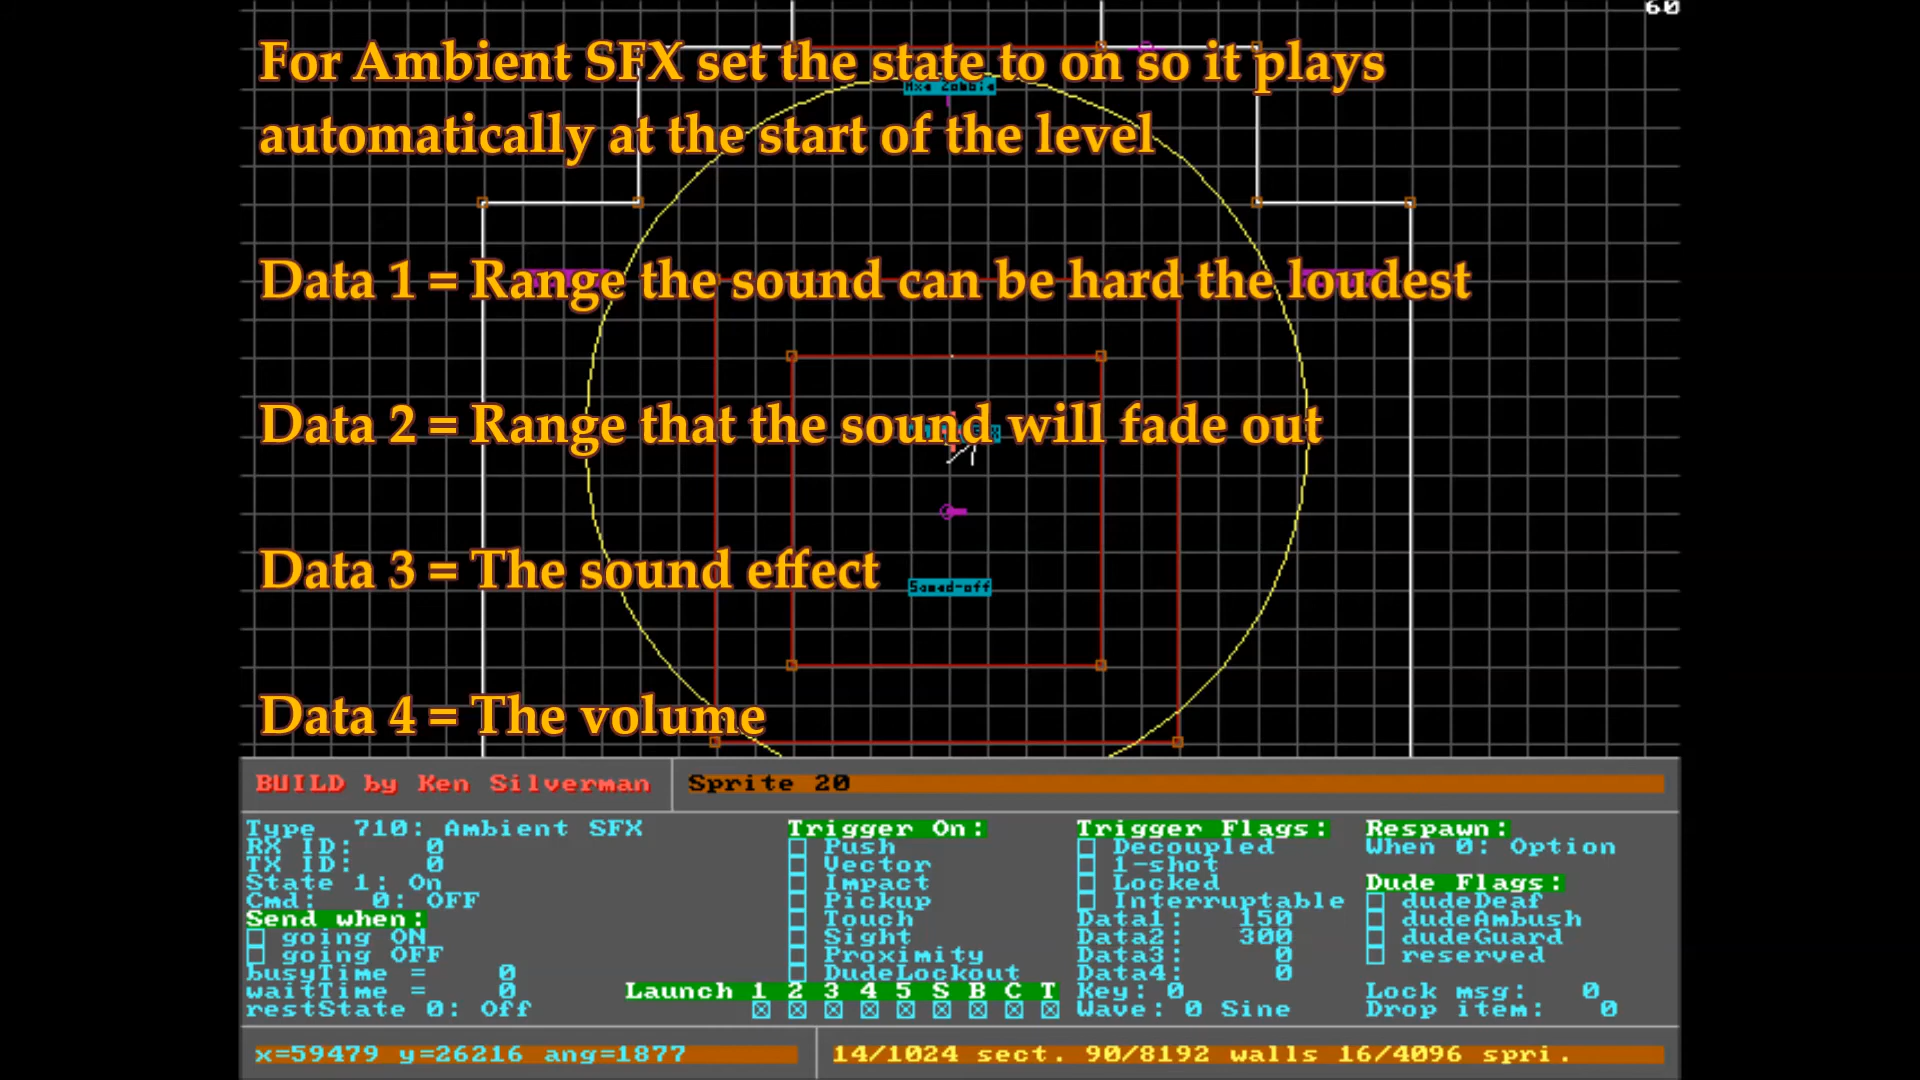 60
For Ambient SFX set the state to on so it plays
automatically at the start of the level
Data 1 = Range the sound can be hard the loudest
Data 2 = Range that the sound will fade out
Data 3 = The sound effect
Sawed-off
Data 4 = The volume
BUILD by Ken Silverman
Sprite 20
Type 710: Ambient SFX
RX ID: 0
TX ID: 0
State 1: On
Cmd: 0: OFF
Send when:
going ON
going OFF
busyTime = 0
waitTime = 0
restState 0: Off
Trigger On:
Push
Vector
Impact
Pickup
Touch
Sight
Proximity
DudeLockout
Launch 1 2 3 4 5 S B C T
Trigger Flags:
Decoupled
1-shot
Locked
Interruptable
Data1: 150
Data2: 300
Data3: 0
Data4: 0
Key: 0
Wave: 0 Sine
Respawn:
When 0: Option
Dude Flags:
dudeDeaf
dudeAmbush
dudeGuard
reserved
Lock msg: 0
Drop item: 0
x=59479 y=26216 ang=1877
14/1024 sect. 90/8192 walls 16/4096 spri.